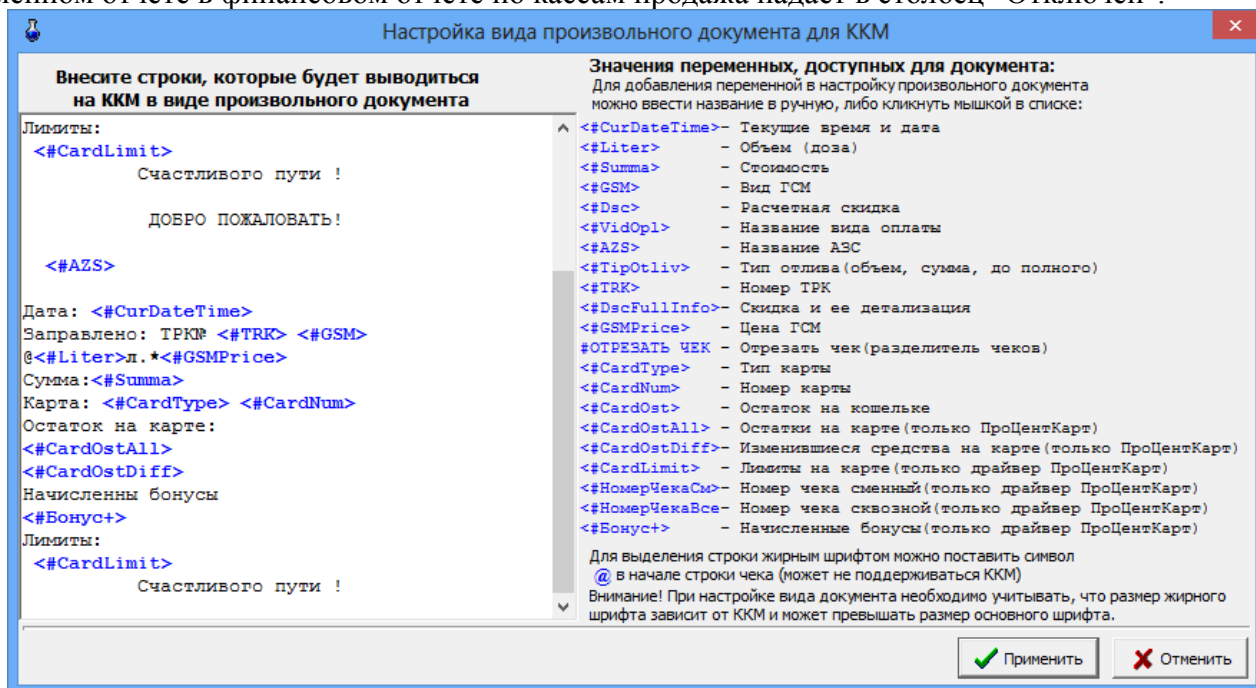 ленном отчете в финансовом отчете по кассам продажа падает в столбец "Отключен".
Настройка вида произвольного документа для ККМ
Внесите строки, которые будет выводиться
на ККМ в виде произвольного документа
Лимиты:
<#CardLimit>
Счастливого пути !
ДОБРО ПОЖАЛОВАТЬ!
<#AZS>
Дата: <#CurDateTime>
Заправлено: ТРК№ <#TRK> <#GSM>
@<#Liter>л.*<#GSMPrice>
Сумма:<#Summa>
Карта: <#CardType> <#CardNum>
Остаток на карте:
<#CardOstAll>
<#CardOstDiff>
Начисленны бонусы
<#Бонус+>
Лимиты:
<#CardLimit>
Счастливого пути !
Значения переменных, доступных для документа:
Для добавления переменной в настройку произвольного документа
можно ввести название в ручную, либо кликнуть мышкой в списке:
<#CurDateTime>- Текущие время и дата
<#Liter> - Объем (доза)
<#Summa> - Стоимость
<#GSM> - Вид ГСМ
<#Dsc> - Расчетная скидка
<#VidOpl> - Название вида оплаты
<#AZS> - Название АЗС
<#TipOtliv> - Тип отлива(объем, сумма, до полного)
<#TRK> - Номер ТРК
<#DscFullInfo>- Скидка и ее детализация
<#GSMPrice> - Цена ГСМ
#ОТРЕЗАТЬ ЧЕК - Отрезать чек(разделитель чеков)
<#CardType> - Тип карты
<#CardNum> - Номер карты
<#CardOst> - Остаток на кошельке
<#CardOstAll> - Остатки на карте(только ПроЦентКарт)
<#CardOstDiff>- Изменившиеся средства на карте(только ПроЦентКарт)
<#CardLimit> - Лимиты на карте(только драйвер ПроЦентКарт)
<#НомерЧекаСм>- Номер чека сменный(только драйвер ПроЦентКарт)
<#НомерЧекаВсе- Номер чека сквозной(только драйвер ПроЦентКарт)
<#Бонус+> - Начисленные бонусы(только драйвер ПроЦентКарт)
Для выделения строки жирным шрифтом можно поставить символ
@ в начале строки чека (может не поддерживаться ККМ)
Внимание! При настройке вида документа необходимо учитывать, что размер жирного
шрифта зависит от ККМ и может превышать размер основного шрифта.
Применить
Отменить